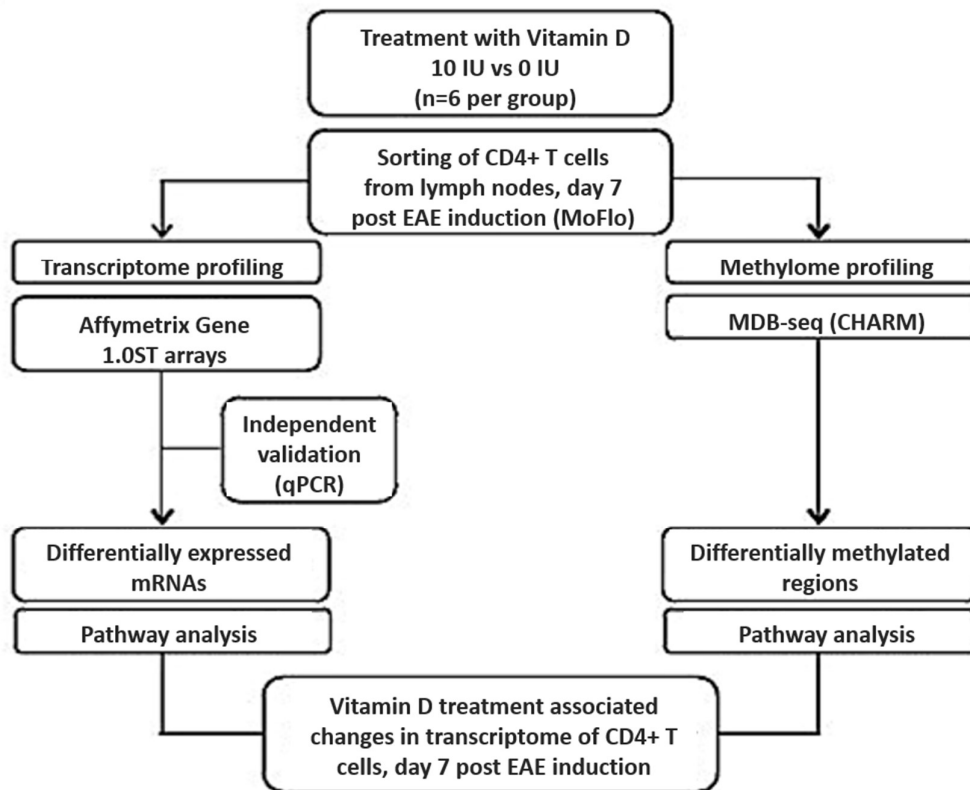 Treatment with Vitamin D
10 IU vs 0 IU
(n=6 per group)
Sorting of CD4+ T cells
from lymph nodes, day 7
post EAE induction (MoFlo)
Transcriptome profiling
Affymetrix Gene
1.0ST arrays
Independent
validation
(qPCR)
Differentially expressed
mRNAs
Pathway analysis
Methylome profiling
MDB-seq (CHARM)
Differentially methylated
regions
Pathway analysis
Vitamin D treatment associated
changes in transcriptome of CD4+ T
cells, day 7 post EAE induction